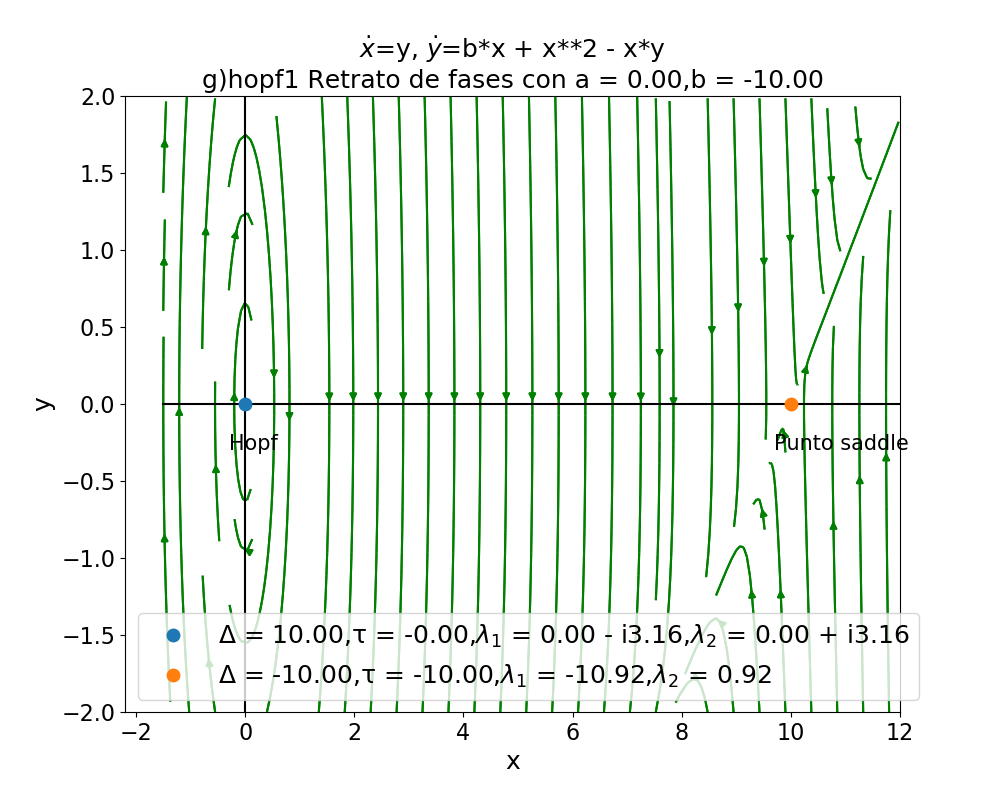 ẋ=y, ẏ=b*x + x**2 - x*y
g)hopf1 Retrato de fases con a = 0.00,b = -10.00
2.0
1.5
1.0
0.5
0.0
−0.5
−1.0
−1.5
−2.0
y
Hopf
Punto saddle
Δ = 10.00,τ = -0.00,λ₁ = 0.00 - i3.16,λ₂ = 0.00 + i3.16
Δ = -10.00,τ = -10.00,λ₁ = -10.92,λ₂ = 0.92
−2 0 2 4 6 8 10 12
x